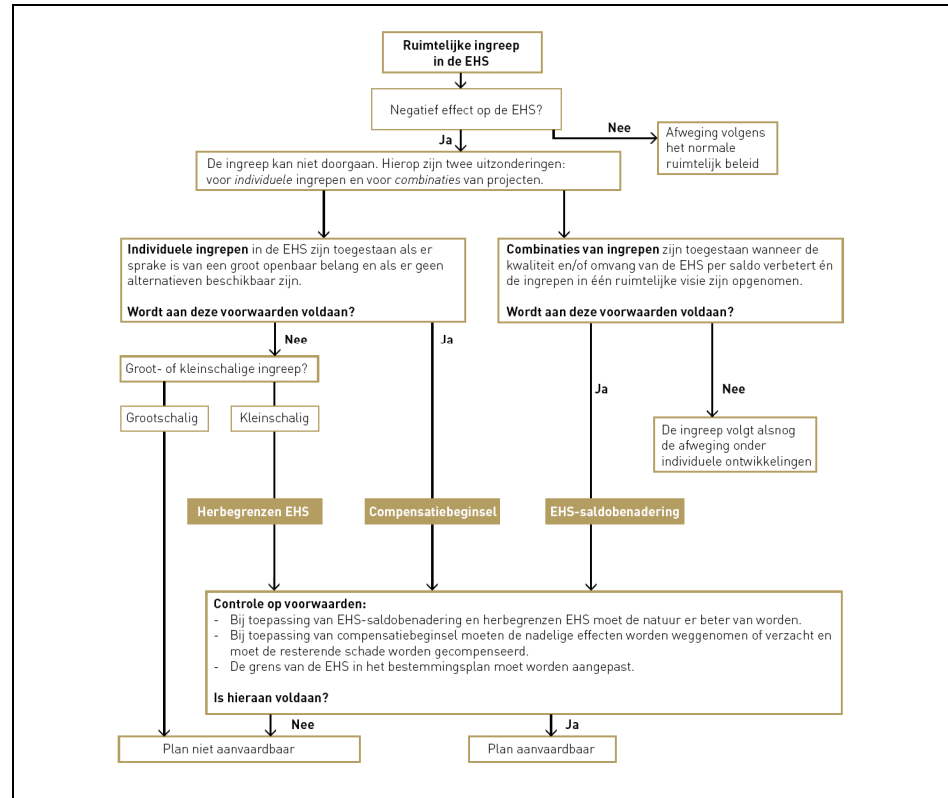 Ruimtelijke ingreep
in de EHS
Negatief effect op de EHS?
Nee
Afweging volgens
het normale
ruimtelijk beleid
Ja
De ingreep kan niet doorgaan. Hierop zijn twee uitzonderingen:
voor individuele ingrepen en voor combinaties van projecten.
Individuele ingrepen in de EHS zijn toegestaan als er
sprake is van een groot openbaar belang en als er geen
alternatieven beschikbaar zijn.
Wordt aan deze voorwaarden voldaan?
Combinaties van ingrepen zijn toegestaan wanneer de
kwaliteit en/of omvang van de EHS per saldo verbetert én
de ingrepen in één ruimtelijke visie zijn opgenomen.
Wordt aan deze voorwaarden voldaan?
Nee
Ja
Groot- of kleinschalige ingreep?
Ja
Nee
Grootschalig
Kleinschalig
De ingreep volgt alsnog
de afweging onder
individuele ontwikkelingen
Herbegrenzen EHS
Compensatiebeginsel
EHS-saldobenadering
Controle op voorwaarden:
- Bij toepassing van EHS-saldobenadering en herbegrenzen EHS moet de natuur er beter van worden.
- Bij toepassing van compensatiebeginsel moeten de nadelige effecten worden weggenomen of verzacht en
moet de resterende schade worden gecompenseerd.
- De grens van de EHS in het bestemmingsplan moet worden aangepast.
Is hieraan voldaan?
Nee
Ja
Plan niet aanvaardbaar
Plan aanvaardbaar